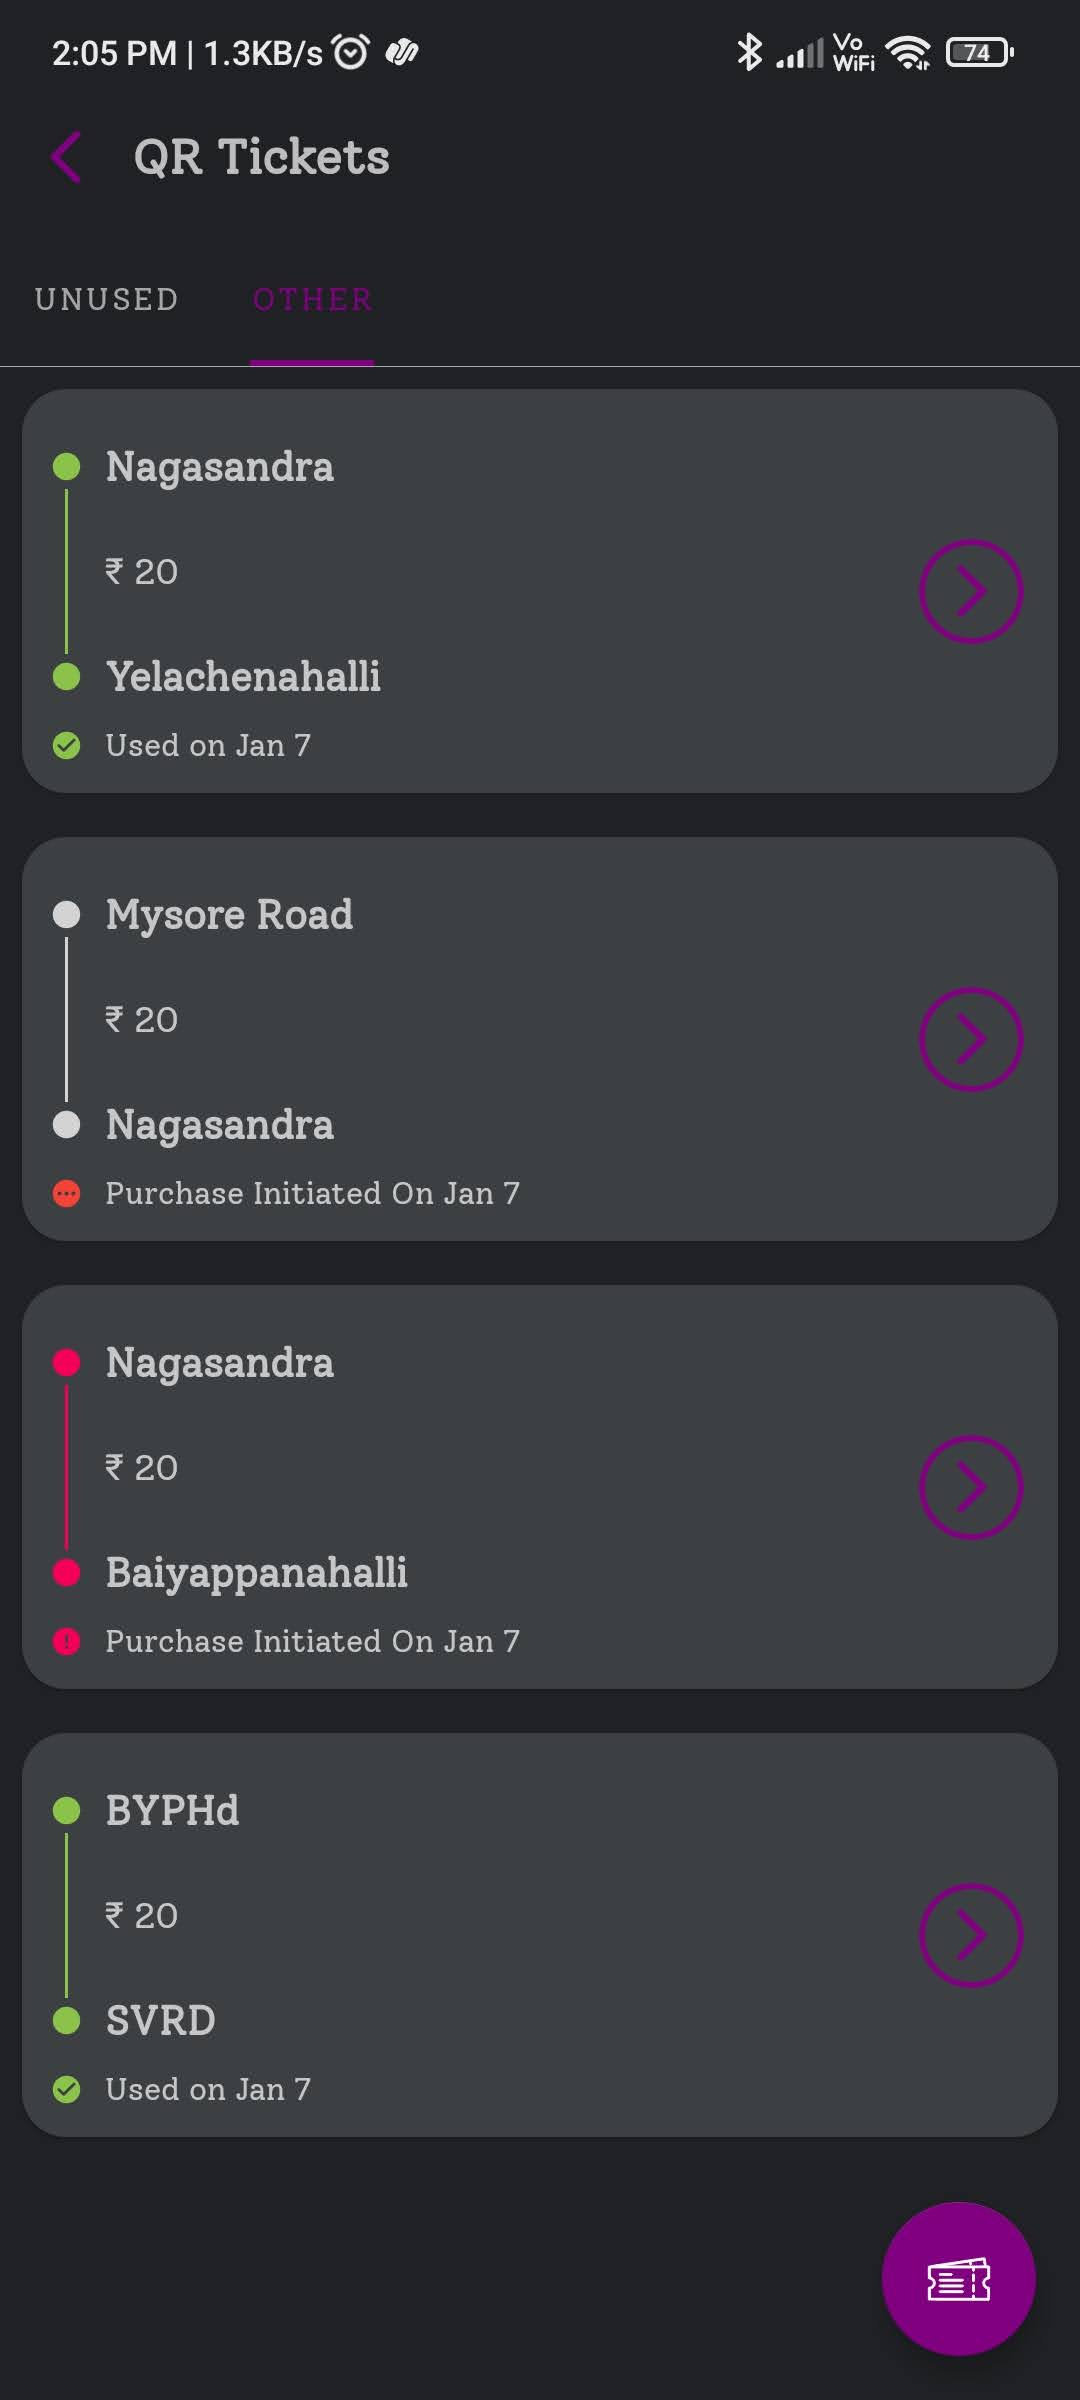 2:05 PM | 1.3KB/s
Vo WiFi
74
QR Tickets
UNUSED
OTHER
Nagasandra
₹ 20
Yelachenahalli
Used on Jan 7
Mysore Road
₹ 20
Nagasandra
Purchase Initiated On Jan 7
Nagasandra
₹ 20
Baiyappanahalli
Purchase Initiated On Jan 7
BYPHd
₹ 20
SVRD
Used on Jan 7